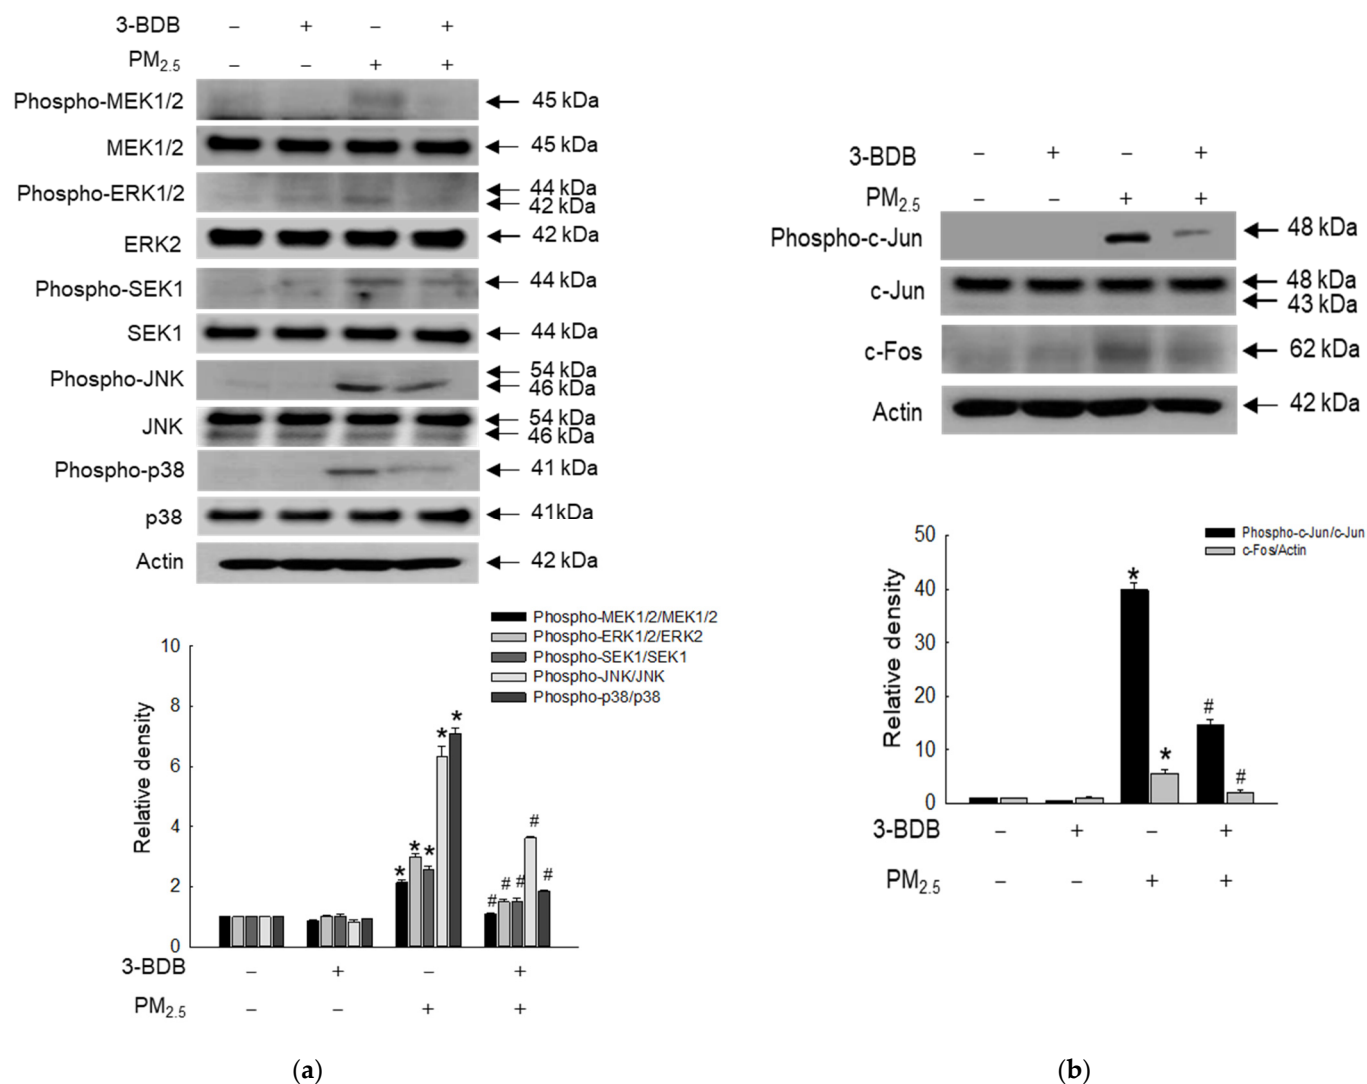 3-BDB – + – +
PM2.5 – – + +
Phospho-MEK1/2 45 kDa
MEK1/2 45 kDa
Phospho-ERK1/2 44 kDa
42 kDa
ERK2 42 kDa
Phospho-SEK1 44 kDa
SEK1 44 kDa
Phospho-JNK 54 kDa
46 kDa
JNK 54 kDa
46 kDa
Phospho-p38 41 kDa
p38 41kDa
Actin 42 kDa
Phospho-MEK1/2/MEK1/2
Phospho-ERK1/2/ERK2
Phospho-SEK1/SEK1
Phospho-JNK/JNK
Phospho-p38/p38
Relative density
10
8
6
4
2
0
* * * * *
# # # # #
3-BDB – + – +
PM2.5 – – + +
(a)
3-BDB – + – +
PM2.5 – – + +
Phospho-c-Jun 48 kDa
c-Jun 48 kDa
43 kDa
c-Fos 62 kDa
Actin 42 kDa
Phospho-c-Jun/c-Jun
c-Fos/Actin
Relative density
50
40
30
20
10
0
* *
# #
3-BDB – + – +
PM2.5 – – + +
(b)